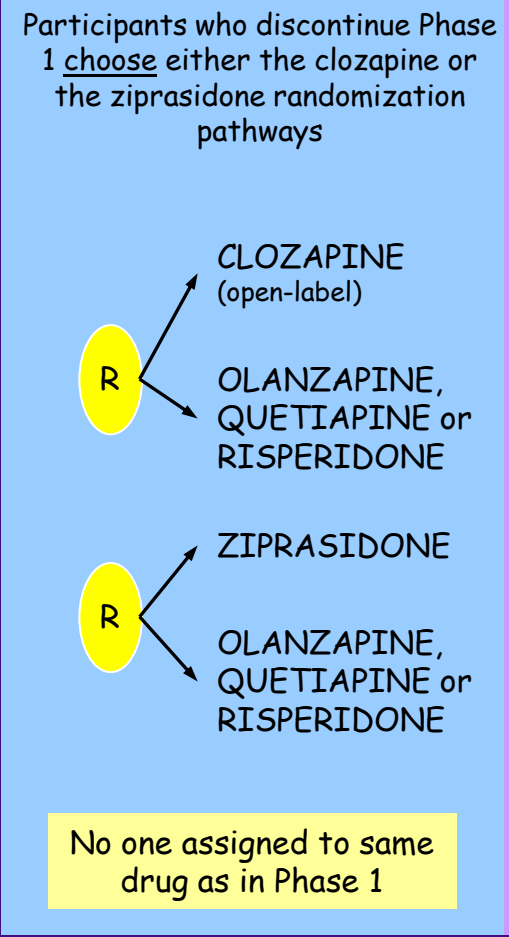 Participants who discontinue Phase
1 choose either the clozapine or
the ziprasidone randomization
pathways
CLOZAPINE
(open-label)
R
OLANZAPINE,
QUETIAPINE or
RISPERIDONE
ZIPRASIDONE
R
OLANZAPINE,
QUETIAPINE or
RISPERIDONE
No one assigned to same
drug as in Phase 1